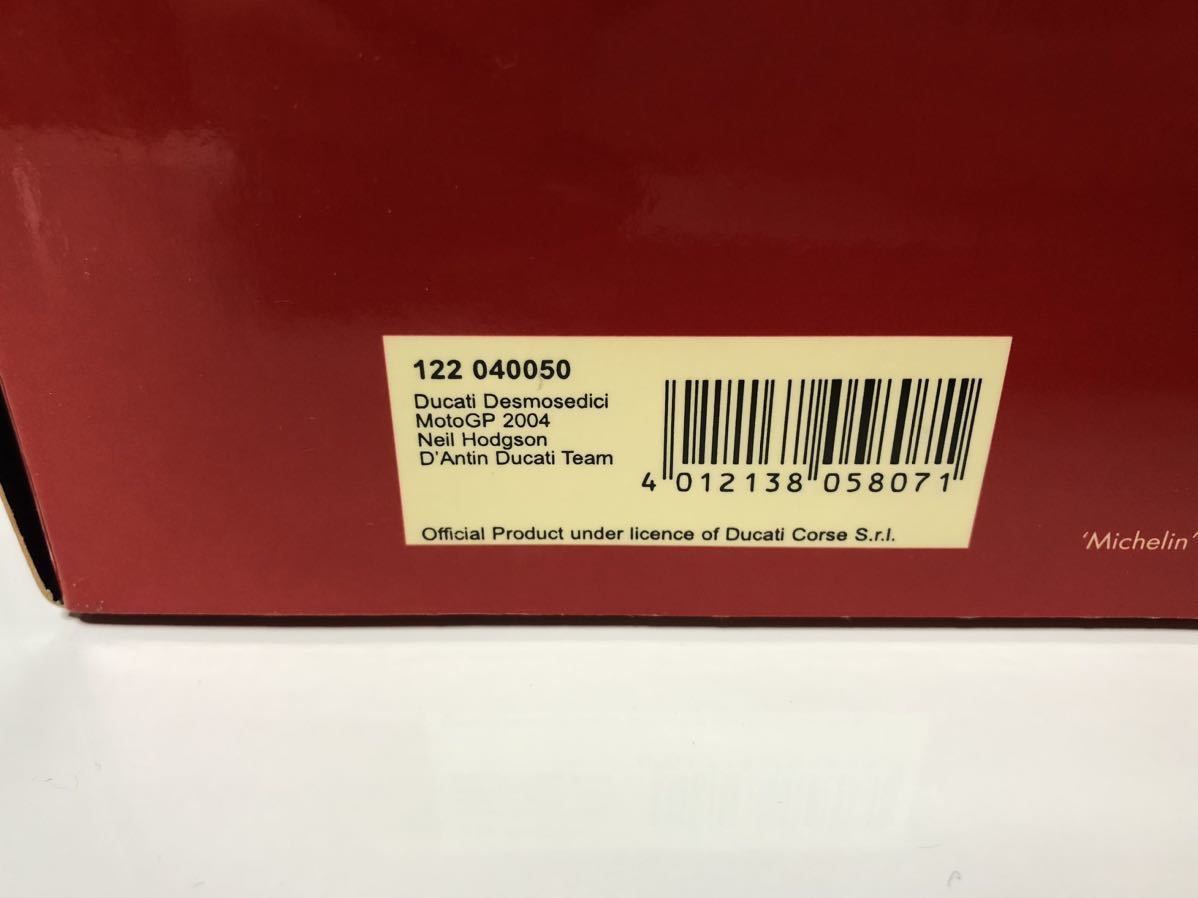 122 040050
Ducati Desmosedici
MotoGP 2004
Neil Hodgson
D'Antin Ducati Team
4 012138 058071
Official Product under licence of Ducati Corse S.r.l.
'Michelin'